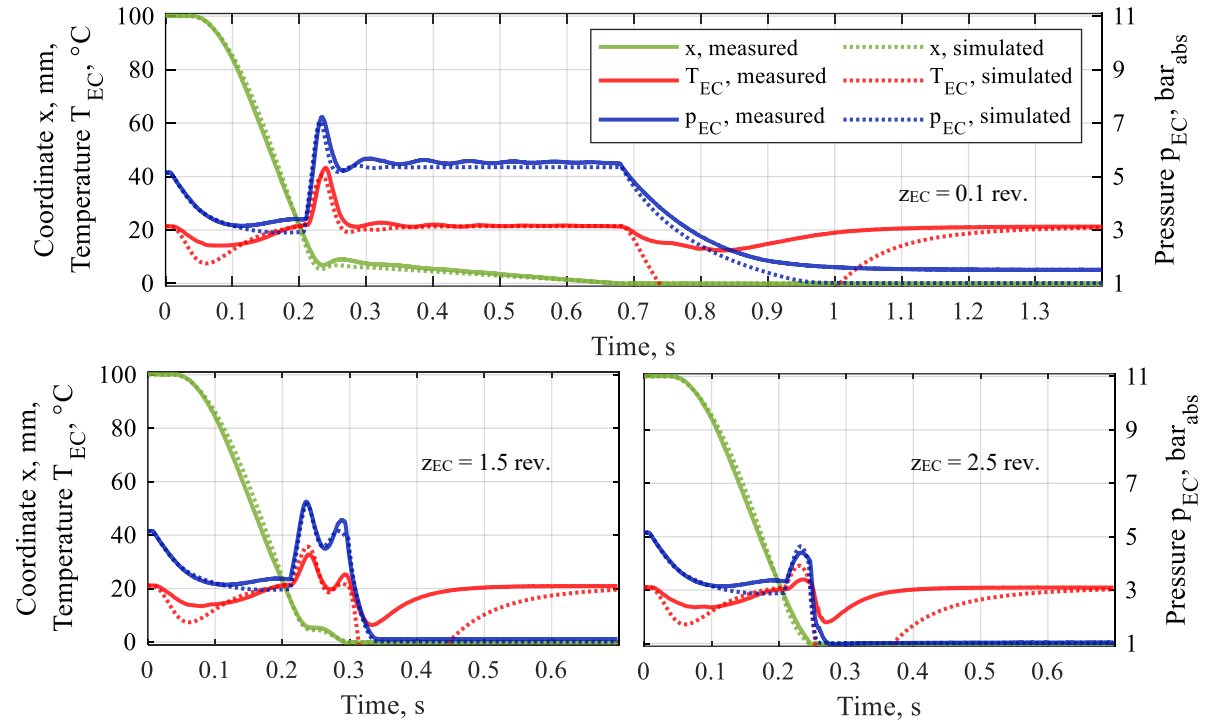 Coordinate x, mm,
Temperature T_EC, °C
100
80
60
40
20
0
x, measured
x, simulated
T_EC, measured
T_EC, simulated
p_EC, measured
p_EC, simulated
z_EC = 0.1 rev.
11
9
7
5
3
1
Pressure p_EC, bar_abs
0 0.1 0.2 0.3 0.4 0.5 0.6 0.7 0.8 0.9 1 1.1 1.2 1.3
Time, s
Coordinate x, mm,
Temperature T_EC, °C
100
80
60
40
20
0
z_EC = 1.5 rev.
0 0.1 0.2 0.3 0.4 0.5 0.6
Time, s
z_EC = 2.5 rev.
11
9
7
5
3
1
Pressure p_EC, bar_abs
0 0.1 0.2 0.3 0.4 0.5 0.6
Time, s